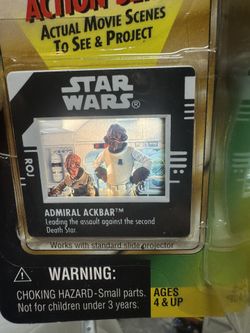 ACTION SLIDE
ACTUAL MOVIE SCENES
TO SEE & PROJECT
STAR
WARS®
ROLL
ADMIRAL ACKBAR™
Leading the assault against the second
Death Star.
Works with standard slide projector
WARNING:
CHOKING HAZARD-Small parts.
Not for children under 3 years.
AGES
4 & UP